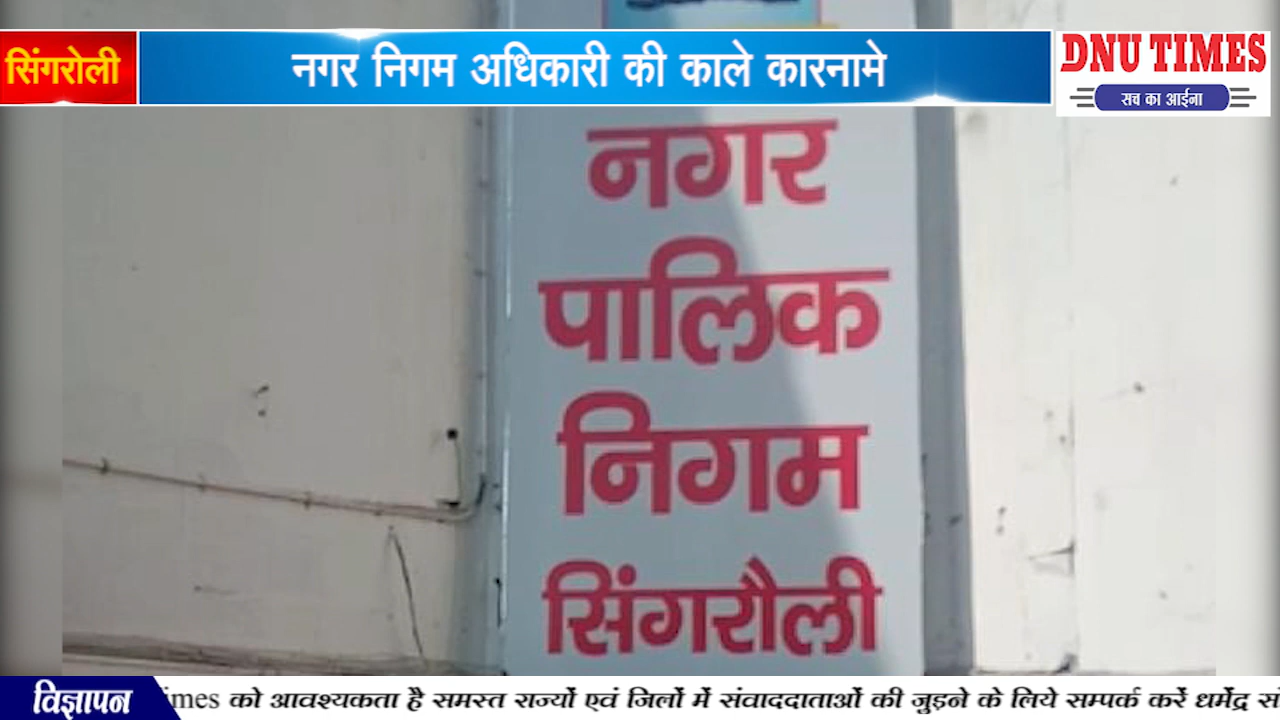 सिंगरोली
नगर निगम अधिकारी की काले कारनामे
DNU TIMES
सच का आईना
नगर
पालिक
निगम
सिंगरौली
विज्ञापन
imes को आवश्यकता है समस्त राज्यों एवं जिलों में संवाददाताओं की जुड़ने के लिये सम्पर्क करें धर्मेंद्र